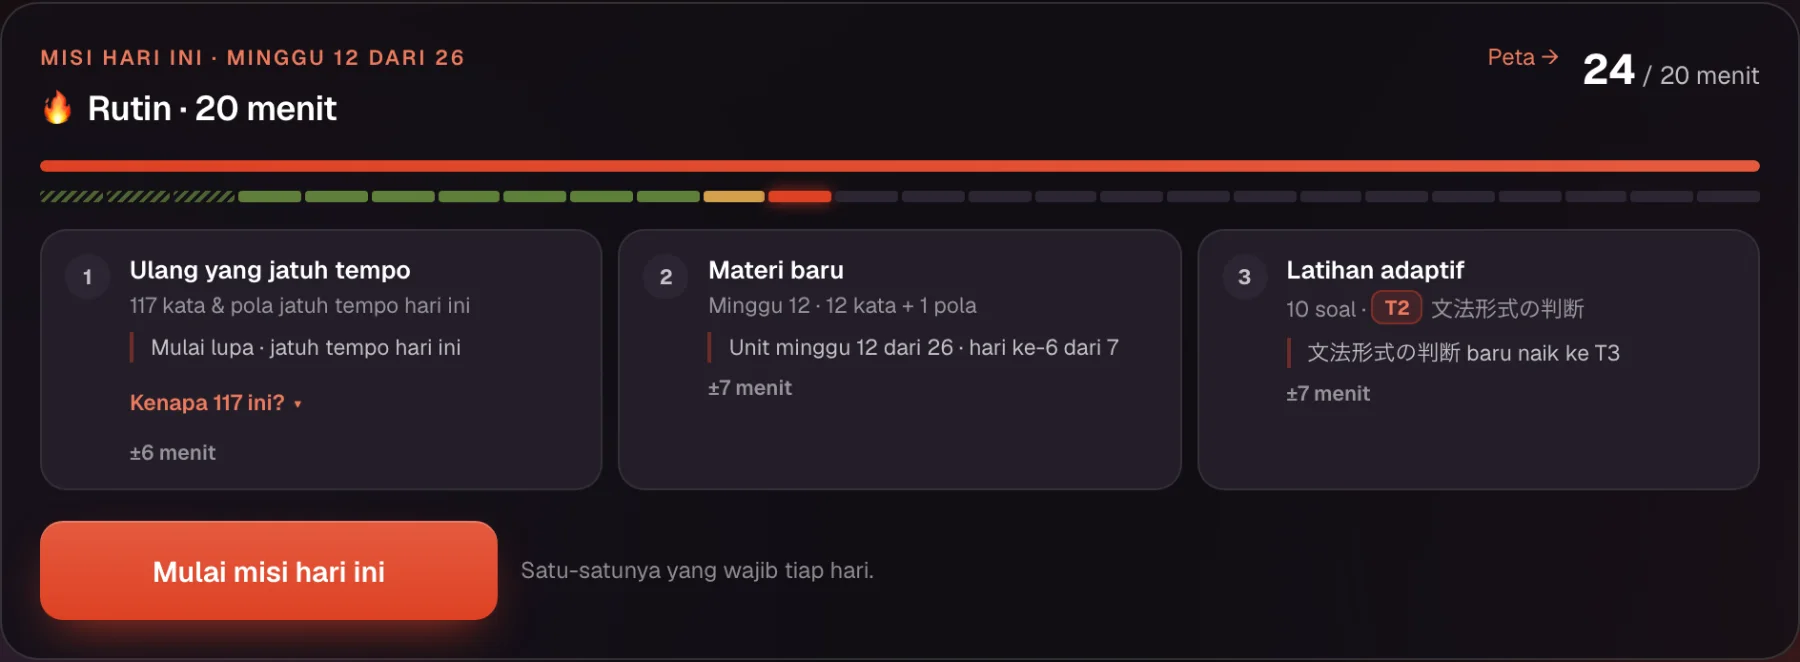 MISI HARI INI · MINGGU 12 DARI 26
🔥 Rutin · 20 menit
Peta →
24 / 20 menit
1
Ulang yang jatuh tempo
117 kata & pola jatuh tempo hari ini
Mulai lupa · jatuh tempo hari ini
Kenapa 117 ini? ▾
±6 menit
2
Materi baru
Minggu 12 · 12 kata + 1 pola
Unit minggu 12 dari 26 · hari ke-6 dari 7
±7 menit
3
Latihan adaptif
10 soal · T2 文法形式の判断
文法形式の判断 baru naik ke T3
±7 menit
Mulai misi hari ini
Satu-satunya yang wajib tiap hari.